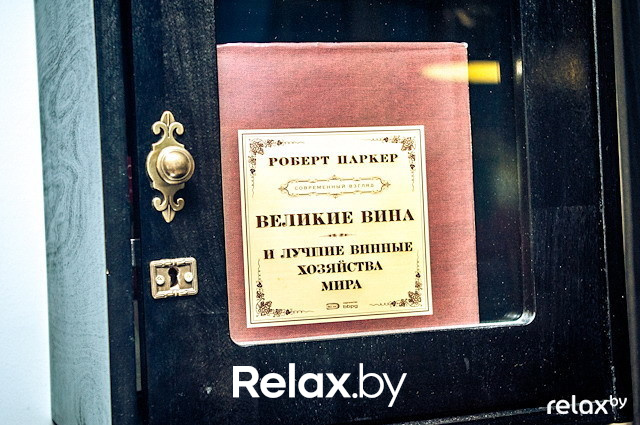 РОБЕРТ ПАРКЕР
СОВРЕМЕННЫЙ ВЗГЛЯД
ВЕЛИКИЕ ВИНА
И ЛУЧШИЕ ВИННЫЕ
ХОЗЯЙСТВА
МИРА
Relax.by
relax.by